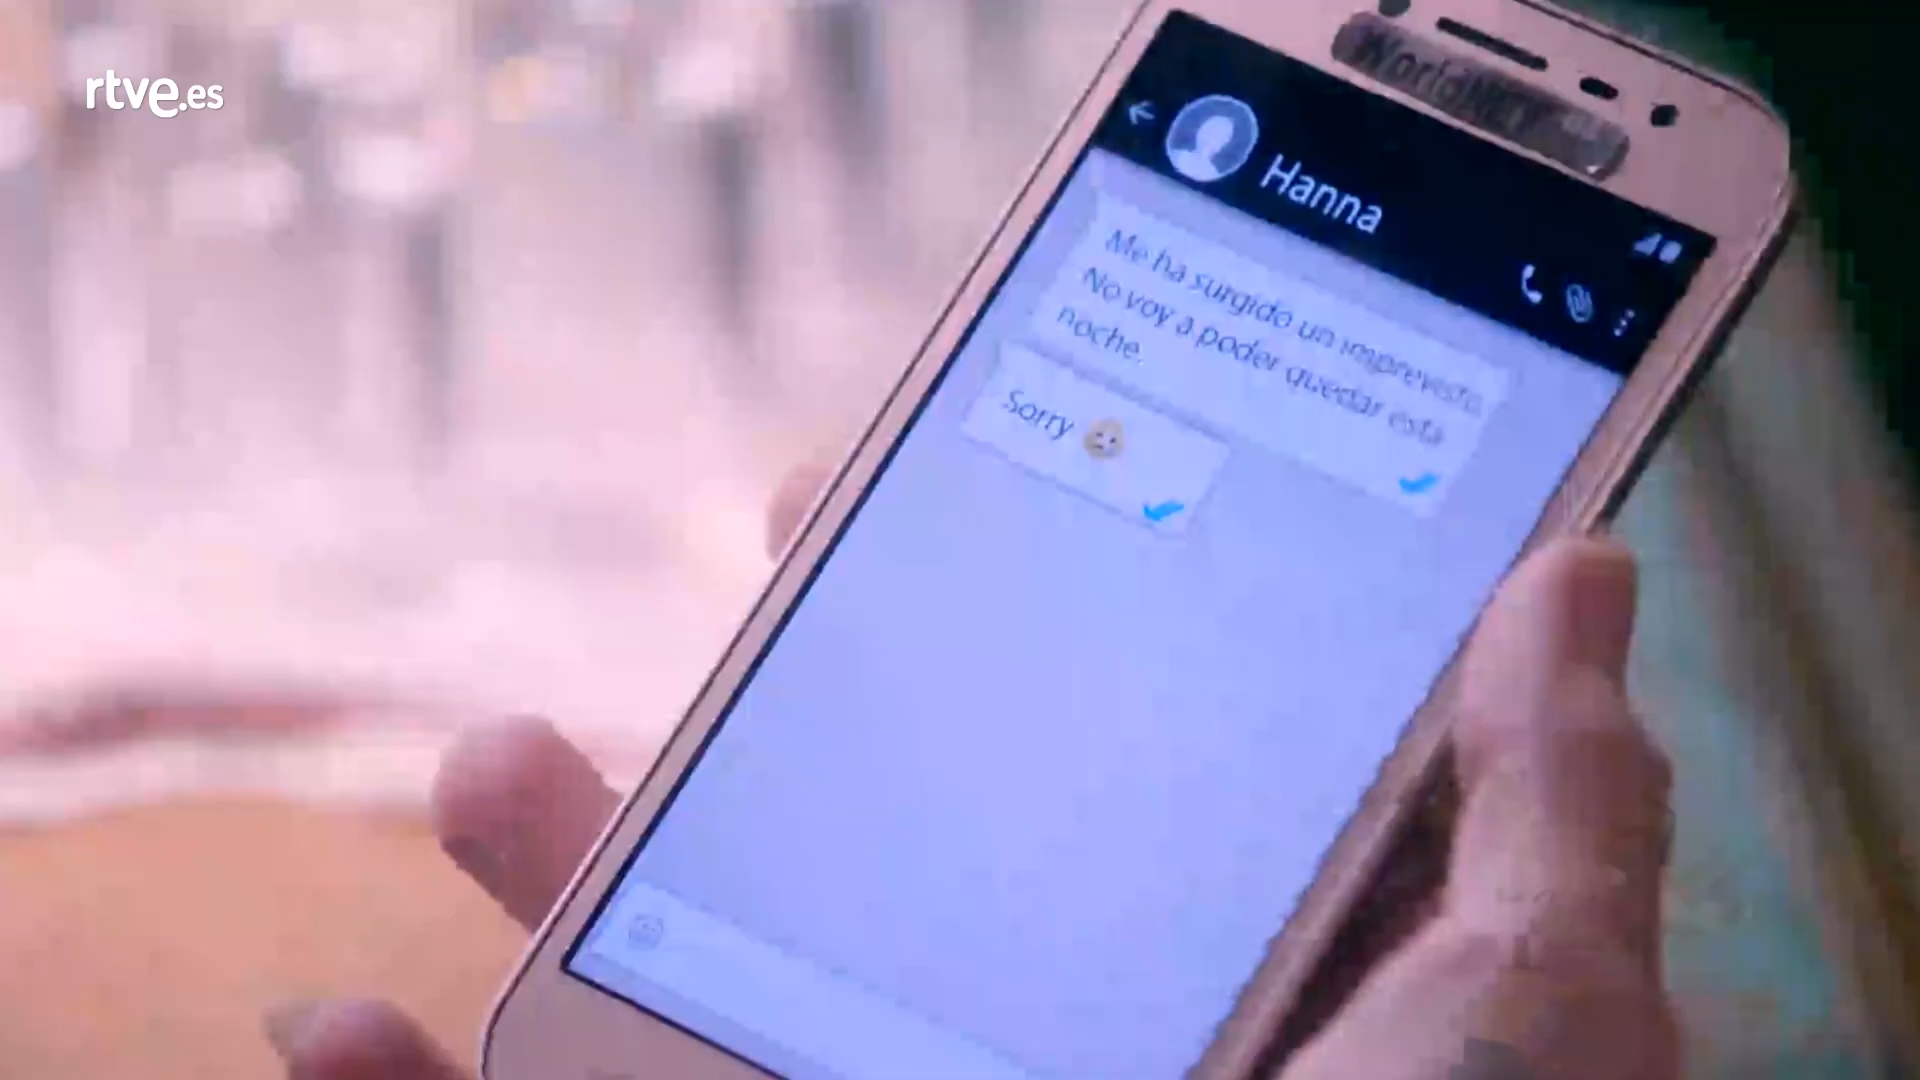 rtve.es
Hanna
Me ha surgido un imprevisto.
No voy a poder quedar esta
noche.
Sorry 🙁